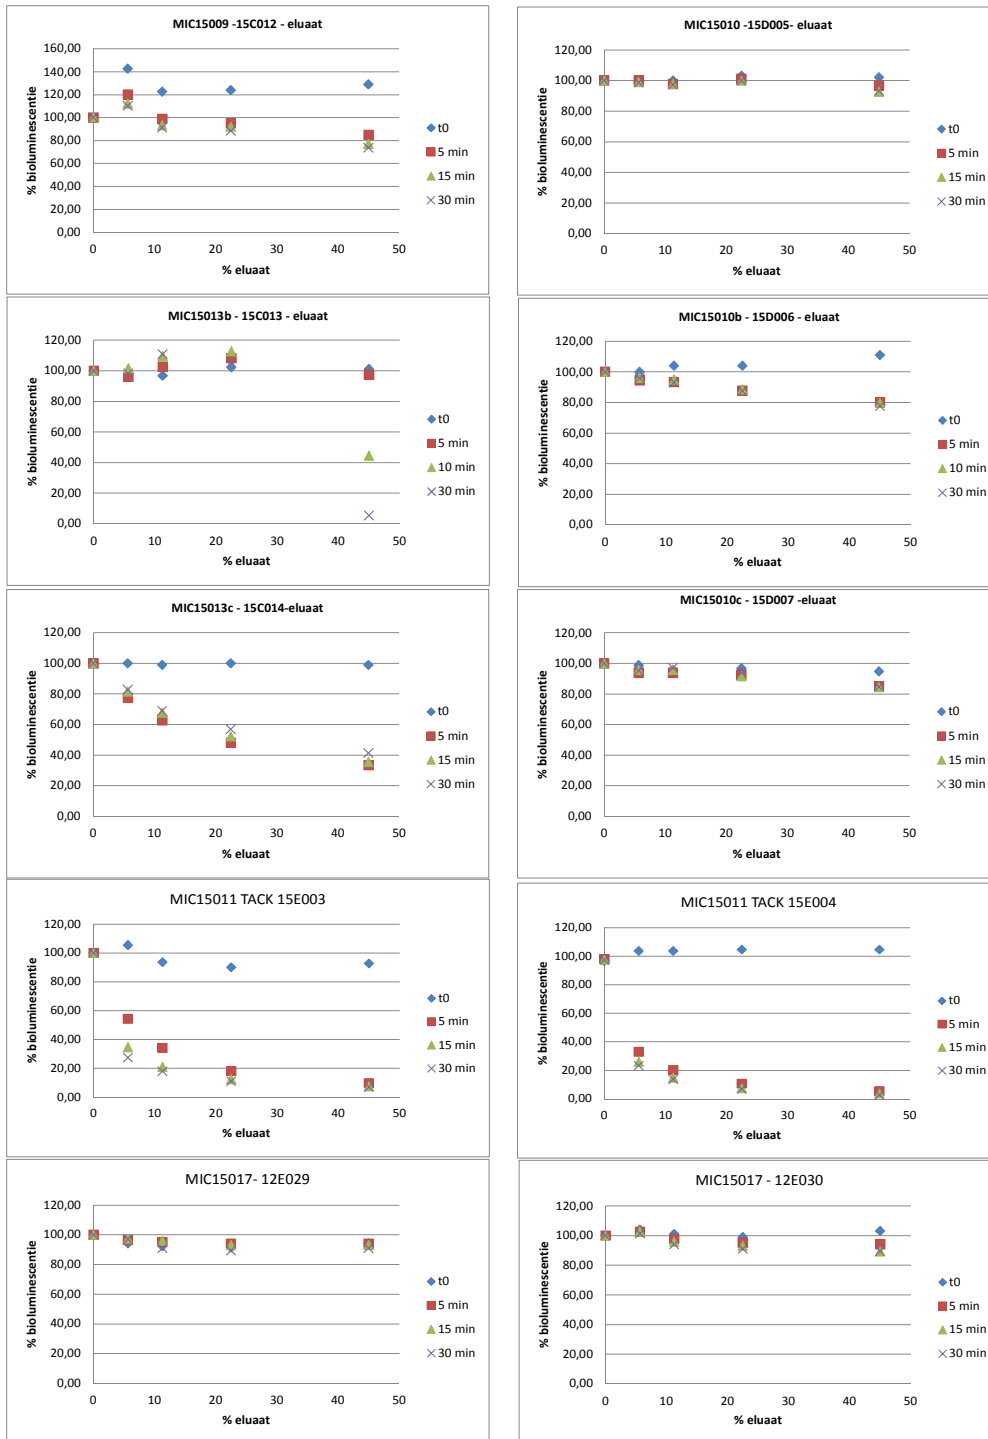 MIC15009 -15C012 - eluaat
160,00
140,00
120,00
100,00
80,00
60,00
40,00
20,00
0,00
% bioluminescentie
0 10 20 30 40 50
% eluaat
t0
5 min
15 min
30 min
MIC15010 -15D005- eluaat
120,00
100,00
80,00
60,00
40,00
20,00
0,00
% bioluminescentie
0 10 20 30 40 50
% eluaat
t0
5 min
15 min
30 min
MIC15013b - 15C013 - eluaat
120,00
100,00
80,00
60,00
40,00
20,00
0,00
% bioluminescentie
0 10 20 30 40 50
% eluaat
t0
5 min
10 min
30 min
MIC15010b - 15D006 - eluaat
120,00
100,00
80,00
60,00
40,00
20,00
0,00
% bioluminescentie
0 10 20 30 40 50
% eluaat
t0
5 min
10 min
30 min
MIC15013c - 15C014-eluaat
120,00
100,00
80,00
60,00
40,00
20,00
0,00
% bioluminescentie
0 10 20 30 40 50
% eluaat
t0
5 min
15 min
30 min
MIC15010c - 15D007 -eluaat
120,00
100,00
80,00
60,00
40,00
20,00
0,00
% bioluminescentie
0 10 20 30 40 50
% eluaat
t0
5 min
15 min
30 min
MIC15011 TACK 15E003
120,00
100,00
80,00
60,00
40,00
20,00
0,00
% bioluminescentie
0 10 20 30 40 50
% eluaat
t0
5 min
15 min
30 min
MIC15011 TACK 15E004
120,00
100,00
80,00
60,00
40,00
20,00
0,00
% bioluminescentie
0 10 20 30 40 50
% eluaat
t0
5 min
15 min
30 min
MIC15017- 12E029
120,00
100,00
80,00
60,00
40,00
20,00
0,00
% bioluminescentie
0 10 20 30 40 50
% eluaat
t0
5 min
15 min
30 min
MIC15017 - 12E030
120,00
100,00
80,00
60,00
40,00
20,00
0,00
% bioluminescentie
0 10 20 30 40 50
% eluaat
t0
5 min
15 min
30 min